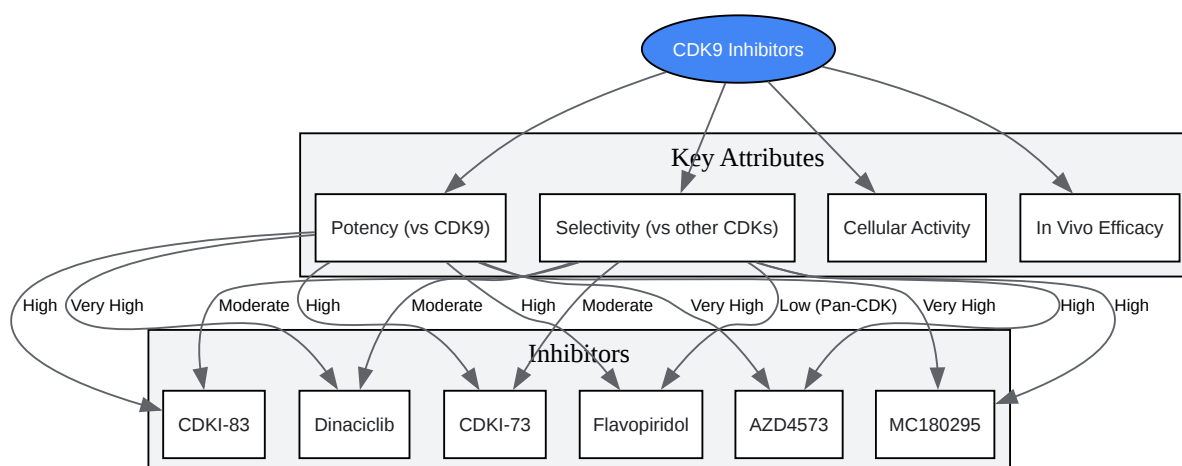 CDK9 Inhibitors
Key Attributes
Potency (vs CDK9)
Selectivity (vs other CDKs)
Cellular Activity
In Vivo Efficacy
High
Very High
Moderate
High
Moderate
High
Moderate
Very High
Low (Pan-CDK)
Very High
High
High
Inhibitors
CDKI-83
Dinaciclib
CDKI-73
Flavopiridol
AZD4573
MC180295